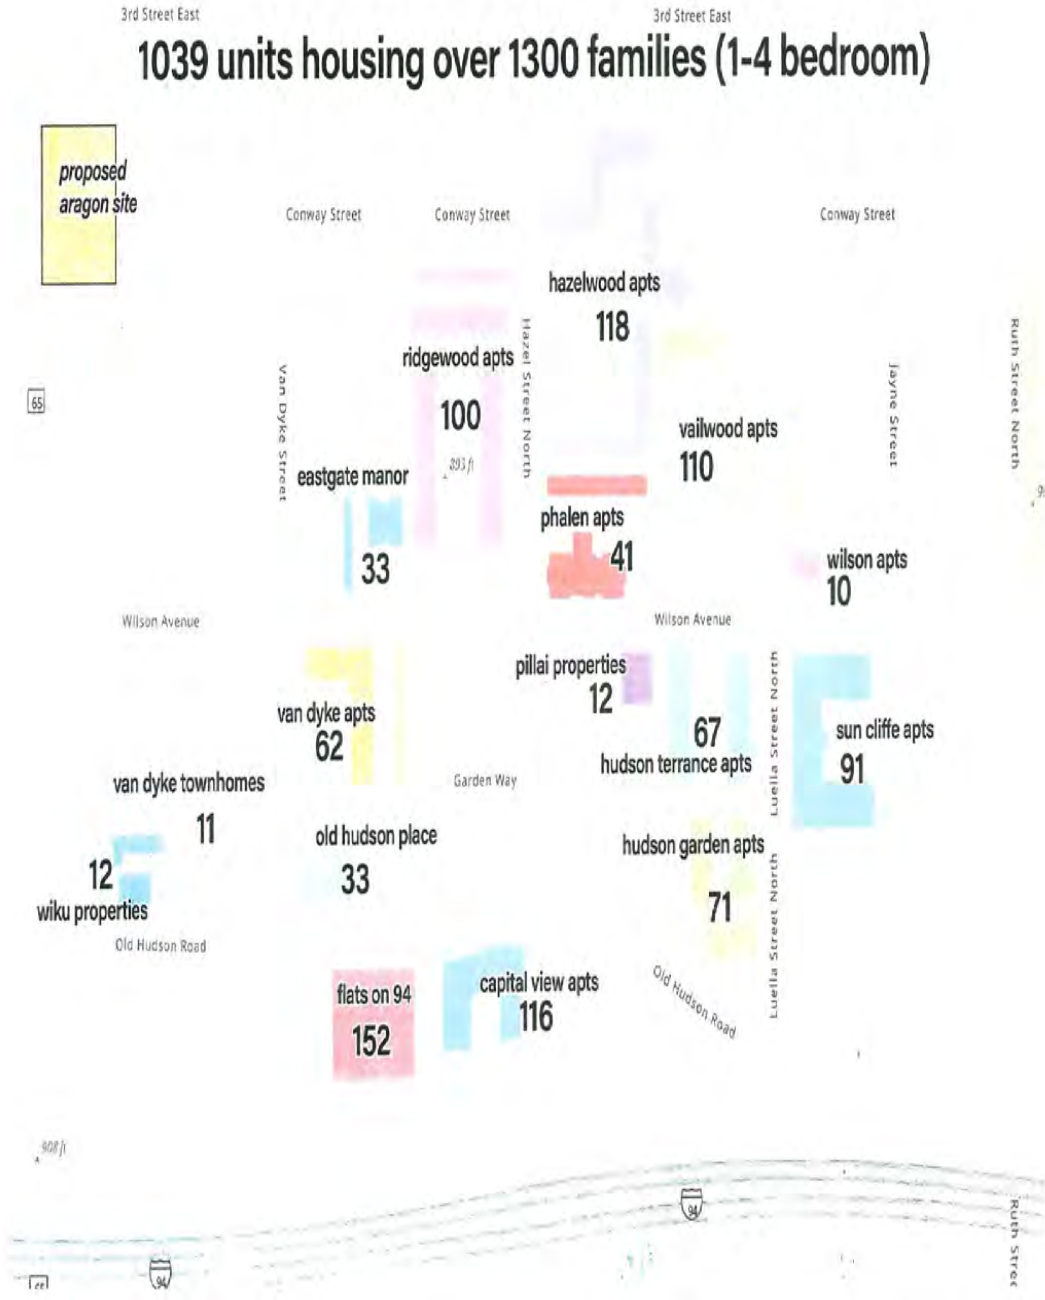 3rd Street East
3rd Street East
1039 units housing over 1300 families (1-4 bedroom)
proposed
aragon site
Conway Street
Conway Street
Conway Street
hazelwood apts
118
ridgewood apts
100
893 ft
Hazel Street North
Van Dyke Street
Jayne Street
Ruth Street North
65
vailwood apts
110
eastgate manor
33
phalen apts
41
wilson apts
10
Wilson Avenue
Wilson Avenue
pillai properties
12
van dyke apts
62
67
hudson terrance apts
Luella Street North
sun cliffe apts
91
Garden Way
van dyke townhomes
11
old hudson place
33
hudson garden apts
71
12
wiku properties
Old Hudson Road
Luella Street North
flats on 94
152
capital view apts
116
Old Hudson Road
908 ft
94
94
Ruth Stree